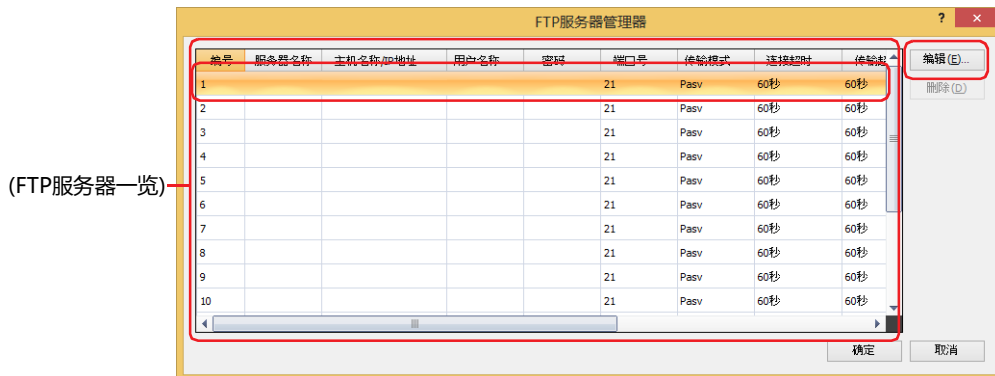 FTP服务器管理器
? ×
编号 服务器名称 主机名称/IP地址 用户名称 密码 端口号 传输模式 连接超时 传输超
编辑(E)...
1 21 Pasv 60秒 60秒
删除(D)
2 21 Pasv 60秒 60秒
3 21 Pasv 60秒 60秒
4 21 Pasv 60秒 60秒
(FTP服务器一览)
5 21 Pasv 60秒 60秒
6 21 Pasv 60秒 60秒
7 21 Pasv 60秒 60秒
8 21 Pasv 60秒 60秒
9 21 Pasv 60秒 60秒
10 21 Pasv 60秒 60秒
确定 取消